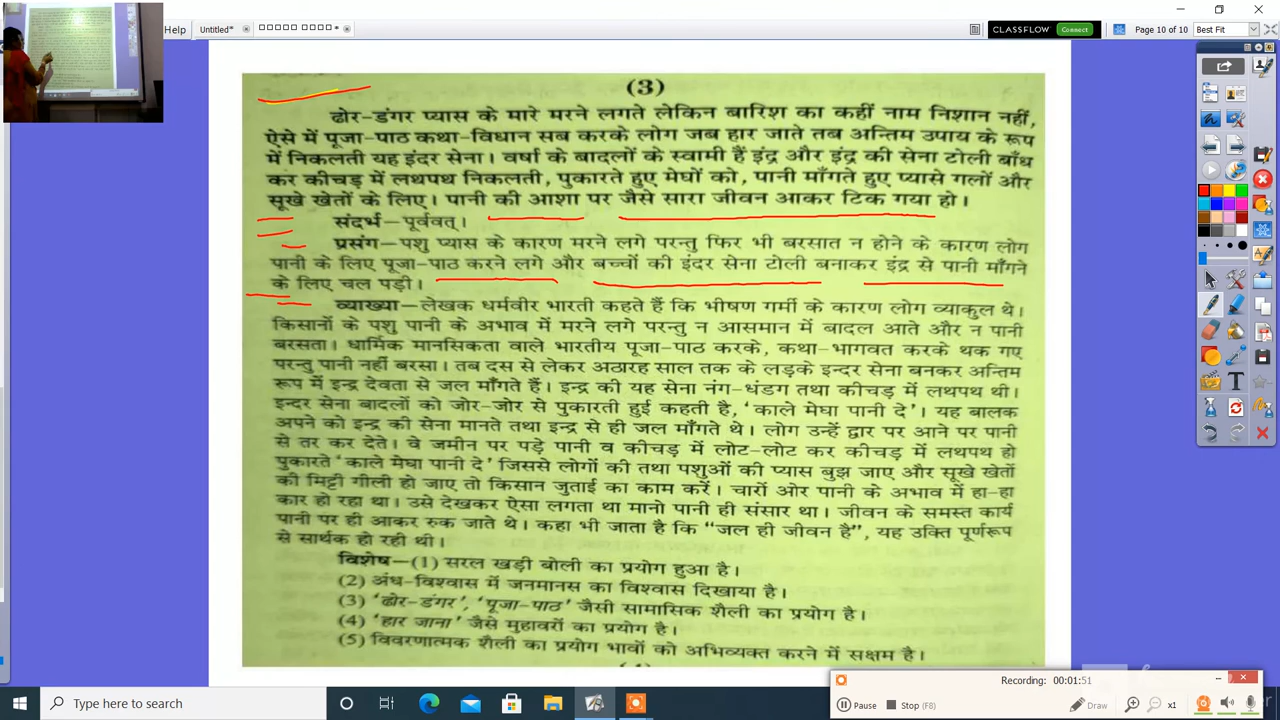 Help
Untitled*
CLASSFLOW Connect
Page 10 of 10
Best Fit
(3)
ढोर-डंगर प्यास के मारे मरने लगते लेकिन बारिश का कहीं नाम निशान नहीं,
ऐसे में पूजा-पाठ कथा-विधान सब करके लोग जब हार जाते तब अन्तिम उपाय के रूप
में निकलती यह इंदर सेना। वर्षा के बादलों के स्वामी हैं इंद्र और इंद्र की सेना टोली बाँध
कर कीचड़ में लथपथ निकलती, पुकारते हुए मेघों को, पानी माँगते हुए प्यासे गलों और
सूखे खेतों के लिए। पानी की आशा पर जैसे सारा जीवन आकर टिक गया हो।
संदर्भ–पूर्ववत्।
प्रसंग–पशु प्यास के कारण मरने लगे परन्तु फिर भी बरसात न होने के कारण लोग
पानी के लिए पूजा-पाठ करने लगे और बच्चों की इंदर सेना टोली बनाकर इंद्र से पानी माँगने
के लिए चल पड़ी।
व्याख्या–लेखक धर्मवीर भारती कहते हैं कि भीषण गर्मी के कारण लोग व्याकुल थे।
किसानों के पशु पानी के अभाव में मरने लगे परन्तु न आसमान में बादल आते और न पानी
बरसता। धार्मिक मानसिकता वाले भारतीय पूजा-पाठ करके, कथा-भागवत करके थक गए
परन्तु पानी नहीं बरसा। तब दस से लेकर अठारह साल तक के लड़के इन्दर सेना बनकर अन्तिम
रूप में इन्द्र देवता से जल माँगते हैं। इन्द्र की यह सेना नंग-धंडग तथा कीचड़ में लथपथ थी।
इन्दर सेना बादलों को जोर-जोर से पुकारती हुई कहती है, 'काले मेघा पानी दे'। यह बालक
अपने को इन्द्र की सेना मानते तथा इन्द्र से ही जल माँगते थे। लोग उन्हें द्वार पर आने पर पानी
से तर कर देते। वे जमीन पर पड़े पानी व कीचड़ में लोट-लोट कर कीचड़ में लथपथ हो
पुकारते 'काले मेघा पानी दे' जिससे लोगों की तथा पशुओं की प्यास बुझ जाए और सूखे खेतों
की मिट्टी गीली हो जाए तो किसान जुताई का काम करें। चारों ओर पानी के अभाव में हा-हा
कार हो रहा था। उसे देखकर ऐसा लगता था मानो पानी ही संसार था। जीवन के समस्त कार्य
पानी पर ही आकर रुक जाते थे। कहा भी जाता है कि "जल ही जीवन है", यह उक्ति पूर्णरूप
से सार्थक हो रही थी।
विशेष–(1) सरल खड़ी बोली का प्रयोग हुआ है।
(2) अंध-विश्वास में जनमानस का विश्वास दिखाया है।
(3) 'ढोर-डंगर', 'पूजा-पाठ' जैसी सामासिक शैली का प्रयोग है।
(4) 'हार जाना' जैसे मुहावरों का प्रयोग है।
(5) विवरणात्मक शैली का प्रयोग भावों को अभिव्यक्त करने में सक्षम है।
Recording: 00:01:51
Pause
Stop (F8)
Draw
x1
Type here to search